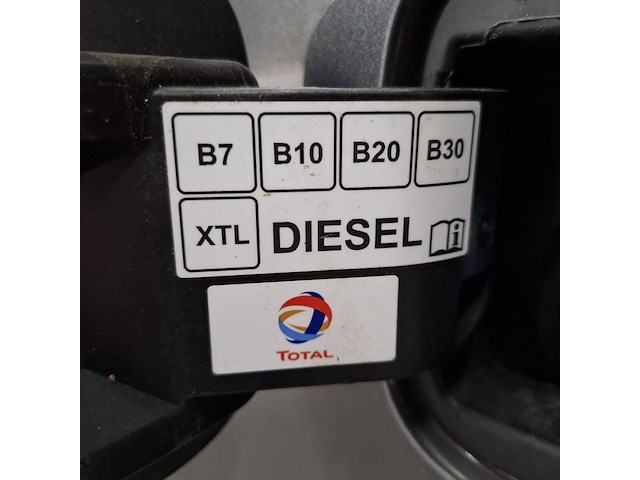 B7 B10 B20 B30
XTL DIESEL i
TOTAL